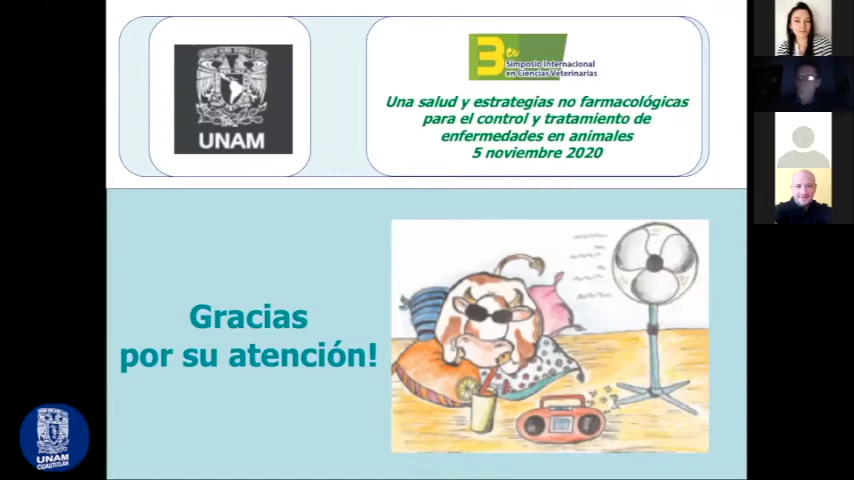 UNAM
3er
Simposio Internacional
en Ciencias Veterinarias
Una salud y estrategias no farmacológicas
para el control y tratamiento de
enfermedades en animales
5 noviembre 2020
Gracias
por su atención!
UNAM
CUAUTITLÁN